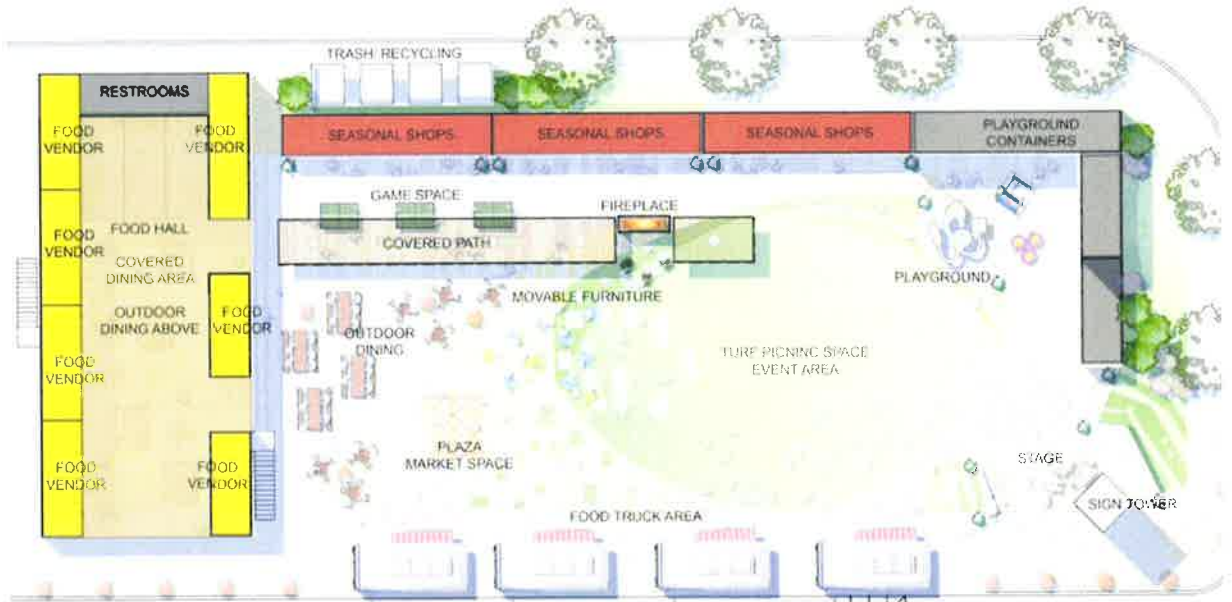 TRASH RECYCLING
RESTROOMS
FOOD
VENDOR
FOOD
VENDOR
SEASONAL SHOPS
SEASONAL SHOPS
SEASONAL SHOPS
PLAYGROUND
CONTAINERS
GAME SPACE
FIREPLACE
FOOD HALL
COVERED PATH
FOOD
VENDOR
COVERED
DINING AREA
PLAYGROUND
MOVABLE FURNITURE
OUTDOOR
DINING ABOVE
FOOD
VENDOR
OUTDOOR
DINING
FOOD
VENDOR
TURF PICNINC SPACE
EVENT AREA
PLAZA
MARKET SPACE
FOOD
VENDOR
FOOD
VENDOR
STAGE
SIGN TOWER
FOOD TRUCK AREA